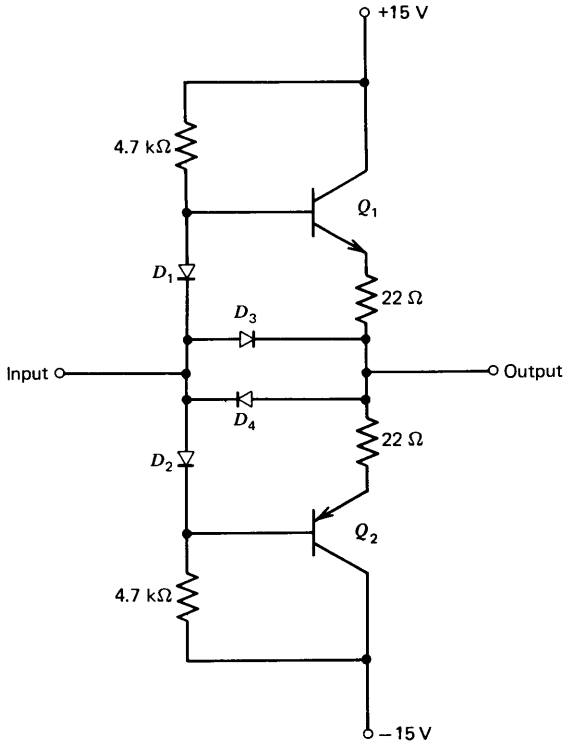 +15 V
4.7 kΩ
Q1
D1
22 Ω
D3
Input
Output
D4
22 Ω
D2
Q2
4.7 kΩ
−15 V